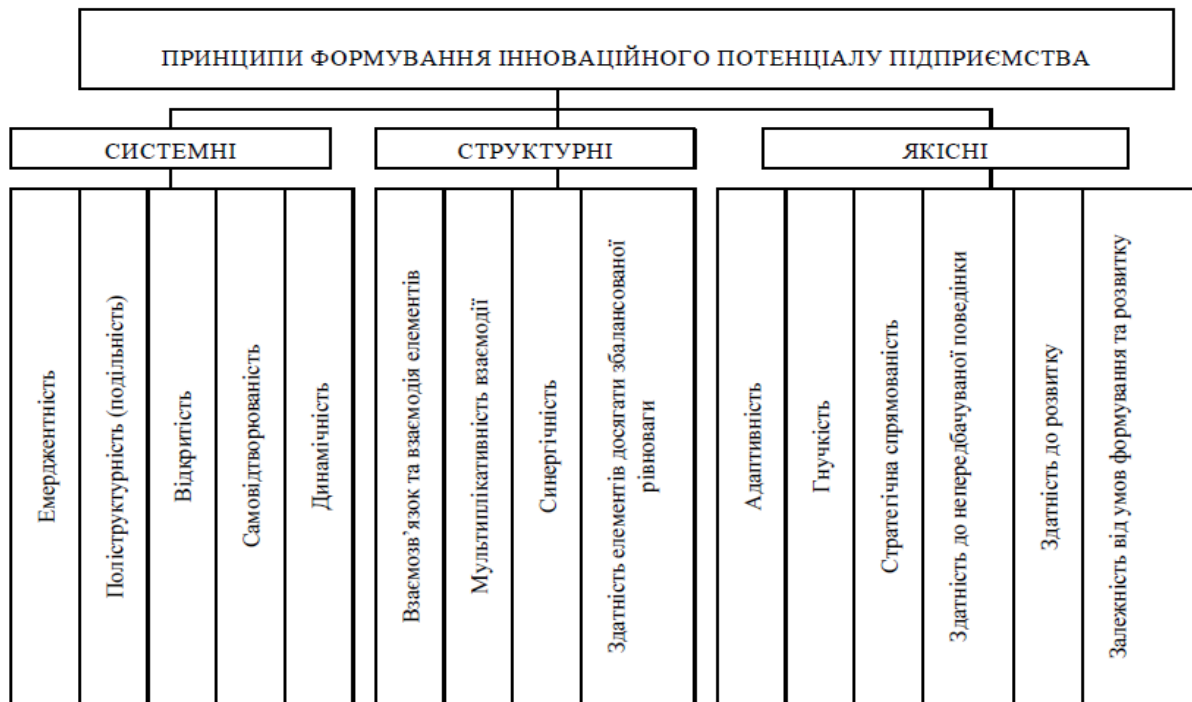 ПРИНЦИПИ ФОРМУВАННЯ ІННОВАЦІЙНОГО ПОТЕНЦІАЛУ ПІДПРИЄМСТВА
СИСТЕМНІ
СТРУКТУРНІ
ЯКІСНІ
Емерджентність
Поліструктурність (подільність)
Відкритість
Самовідтворюваність
Динамічність
Взаємозв’язок та взаємодія елементів
Мультиплікативність взаємодії
Синергічність
Здатність елементів досягати збалансованої
рівноваги
Адаптивність
Гнучкість
Стратегічна спрямованість
Здатність до непередбачуваної поведінки
Здатність до розвитку
Залежність від умов формування та розвитку